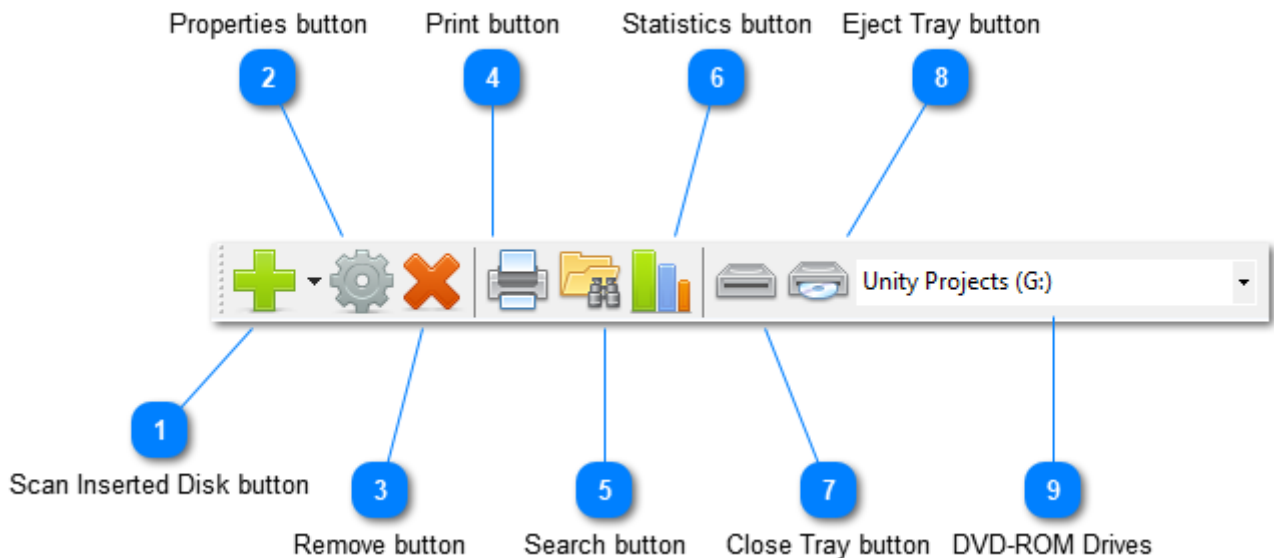 Properties button
Print button
Statistics button
Eject Tray button
2
4
6
8
Unity Projects (G:)
1
Scan Inserted Disk button
3
5
7
9
Remove button
Search button
Close Tray button
DVD-ROM Drives